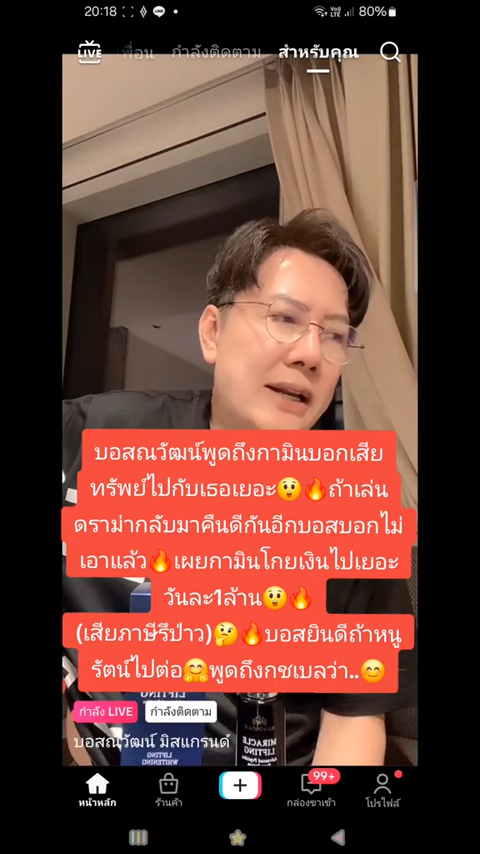 20:18
Vo)) LTE 80%
LIVE เพื่อน กำลังติดตาม สำหรับคุณ
บอสณวัฒน์พูดถึงกามินบอกเสีย
ทรัพย์ไปกับเธอเยอะ😲🔥ถ้าเล่น
ดราม่ากลับมาคืนดีกันอีกบอสบอกไม่
เอาแล้ว🔥เผยกามินโกยเงินไปเยอะ
วันละ1ล้าน😲🔥
(เสียภาษีรึป่าว)🤔🔥บอสยินดีถ้าหนู
รัตน์ไปต่อ🤗พูดถึงกชเบลว่า..😊
กำลัง LIVE กำลังติดตาม
บอสณวัฒน์ มิสแกรนด์
LIFTING
WHITENING
MIRACLE
LIFTING
99+
หน้าหลัก ร้านค้า กล่องขาเข้า โปรไฟล์